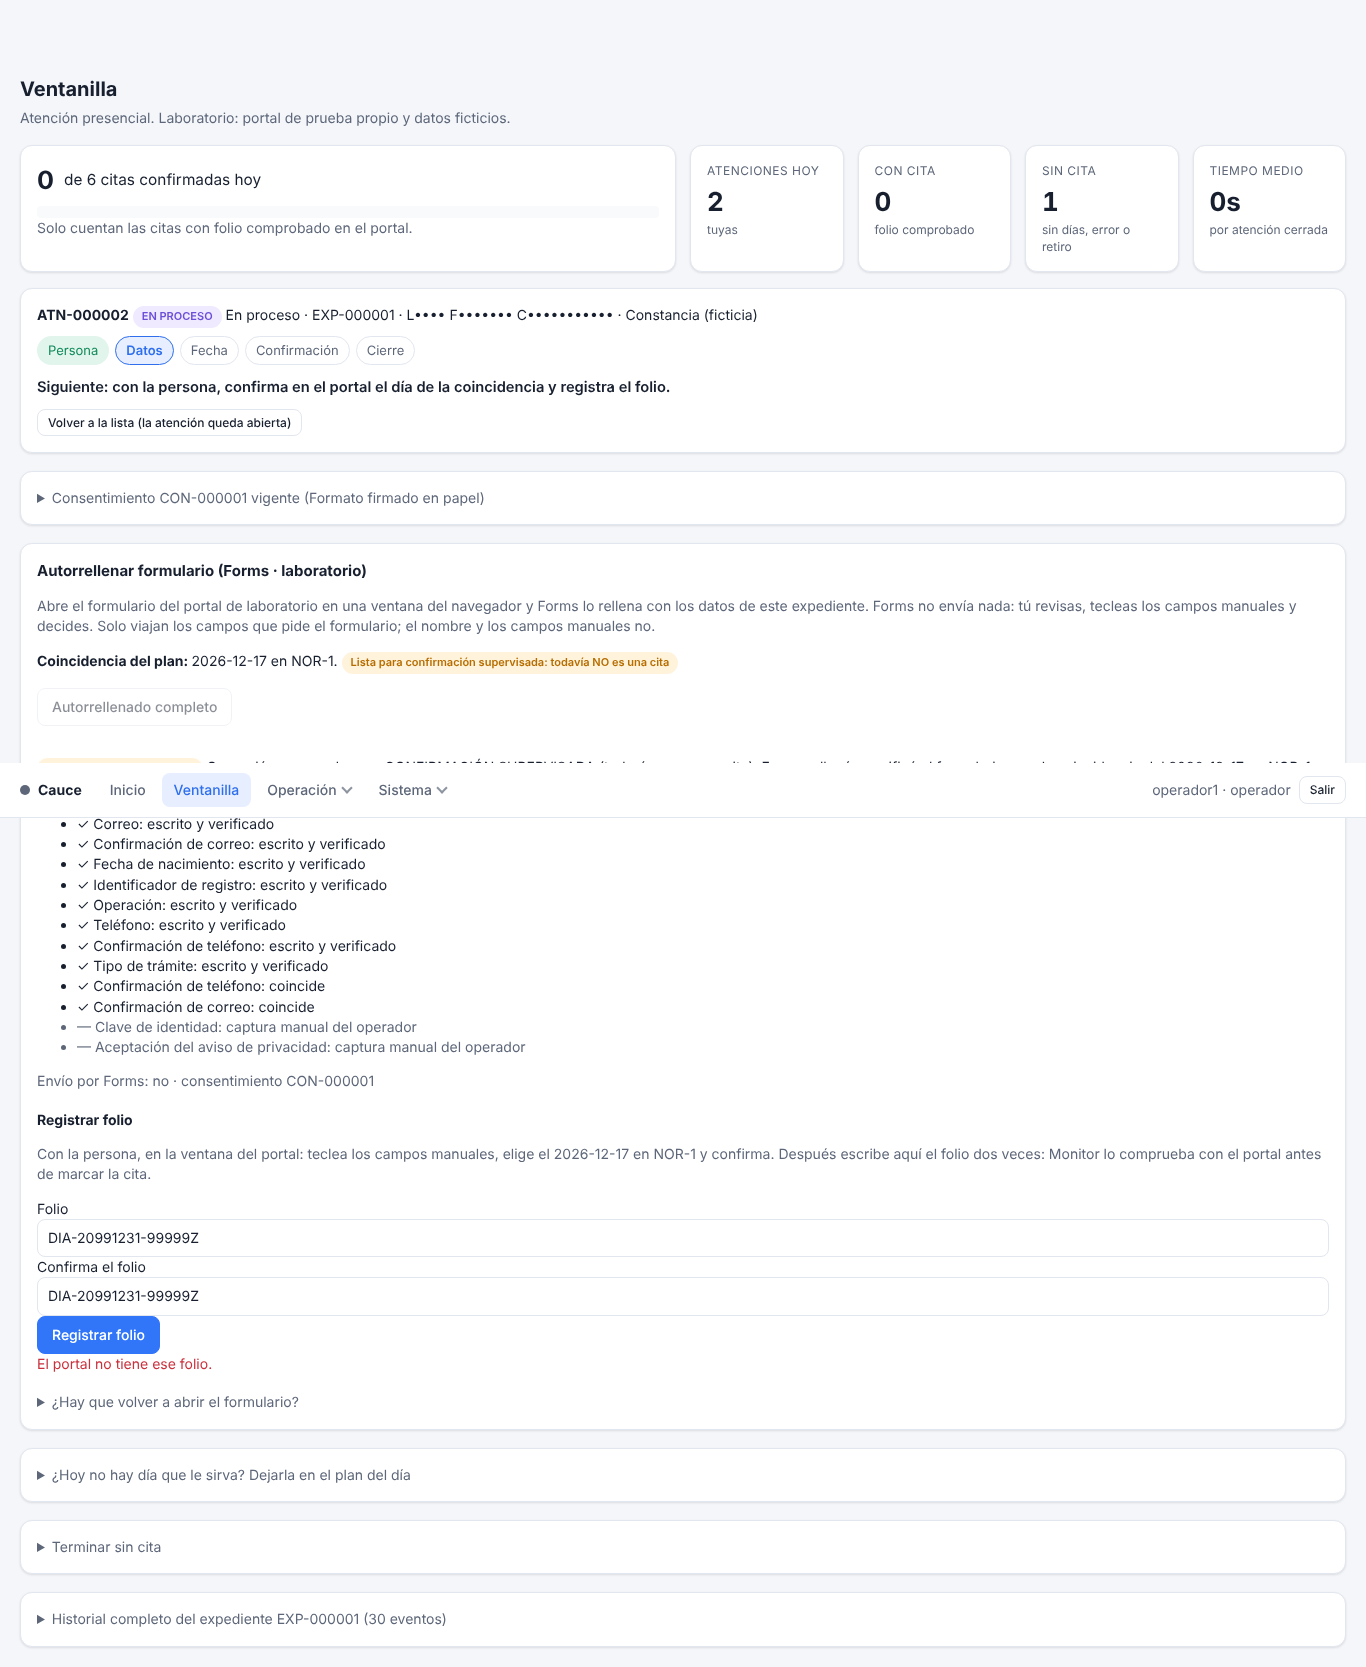 Ventanilla
Atención presencial. Laboratorio: portal de prueba propio y datos ficticios.
0 de 6 citas confirmadas hoy
Solo cuentan las citas con folio comprobado en el portal.
ATENCIONES HOY
2
tuyas
CON CITA
0
folio comprobado
SIN CITA
1
sin días, error o
retiro
TIEMPO MEDIO
0s
por atención cerrada
ATN-000002 EN PROCESO En proceso · EXP-000001 · L•••• F••••••• C••••••••••• · Constancia (ficticia)
Persona Datos Fecha Confirmación Cierre
Siguiente: con la persona, confirma en el portal el día de la coincidencia y registra el folio.
Volver a la lista (la atención queda abierta)
▶ Consentimiento CON-000001 vigente (Formato firmado en papel)
Autorrellenar formulario (Forms · laboratorio)
Abre el formulario del portal de laboratorio en una ventana del navegador y Forms lo rellena con los datos de este expediente. Forms no envía nada: tú revisas, tecleas los campos manuales y
decides. Solo viajan los campos que pide el formulario; el nombre y los campos manuales no.
Coincidencia del plan: 2026-12-17 en NOR-1. Lista para confirmación supervisada: todavía NO es una cita
Autorrellenado completo
Cauce Inicio Ventanilla Operación Sistema operador1 · operador Salir
• ✓ Correo: escrito y verificado
• ✓ Confirmación de correo: escrito y verificado
• ✓ Fecha de nacimiento: escrito y verificado
• ✓ Identificador de registro: escrito y verificado
• ✓ Operación: escrito y verificado
• ✓ Teléfono: escrito y verificado
• ✓ Confirmación de teléfono: escrito y verificado
• ✓ Tipo de trámite: escrito y verificado
• ✓ Confirmación de teléfono: coincide
• ✓ Confirmación de correo: coincide
• — Clave de identidad: captura manual del operador
• — Aceptación del aviso de privacidad: captura manual del operador
Envío por Forms: no · consentimiento CON-000001
Registrar folio
Con la persona, en la ventana del portal: teclea los campos manuales, elige el 2026-12-17 en NOR-1 y confirma. Después escribe aquí el folio dos veces: Monitor lo comprueba con el portal antes
de marcar la cita.
Folio
DIA-20991231-99999Z
Confirma el folio
DIA-20991231-99999Z
Registrar folio
El portal no tiene ese folio.
▶ ¿Hay que volver a abrir el formulario?
▶ ¿Hoy no hay día que le sirva? Dejarla en el plan del día
▶ Terminar sin cita
▶ Historial completo del expediente EXP-000001 (30 eventos)